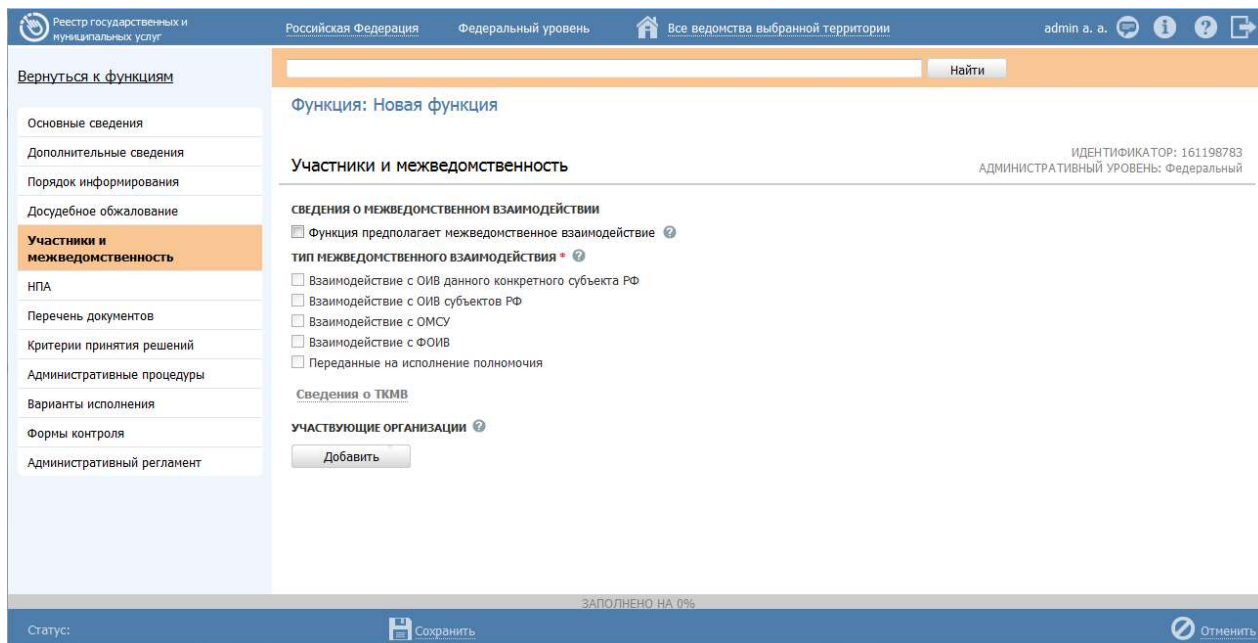 Реестр государственных и
муниципальных услуг
Российская Федерация
Федеральный уровень
Все ведомства выбранной территории
admin a. a.
Вернуться к функциям
Найти
Основные сведения
Дополнительные сведения
Порядок информирования
Досудебное обжалование
Участники и
межведомственность
НПА
Перечень документов
Критерии принятия решений
Административные процедуры
Варианты исполнения
Формы контроля
Административный регламент
Функция: Новая функция
Участники и межведомственность
ИДЕНТИФИКАТОР: 161198783
АДМИНИСТРАТИВНЫЙ УРОВЕНЬ: Федеральный
СВЕДЕНИЯ О МЕЖВЕДОМСТВЕННОМ ВЗАИМОДЕЙСТВИИ
Функция предполагает межведомственное взаимодействие ?
ТИП МЕЖВЕДОМСТВЕННОГО ВЗАИМОДЕЙСТВИЯ * ?
Взаимодействие с ОИВ данного конкретного субъекта РФ
Взаимодействие с ОИВ субъектов РФ
Взаимодействие с ОМСУ
Взаимодействие с ФОИВ
Переданные на исполнение полномочия
Сведения о ТКМВ
УЧАСТВУЮЩИЕ ОРГАНИЗАЦИИ ?
Добавить
ЗАПОЛНЕНО НА 0%
Статус:
Сохранить
Отменить